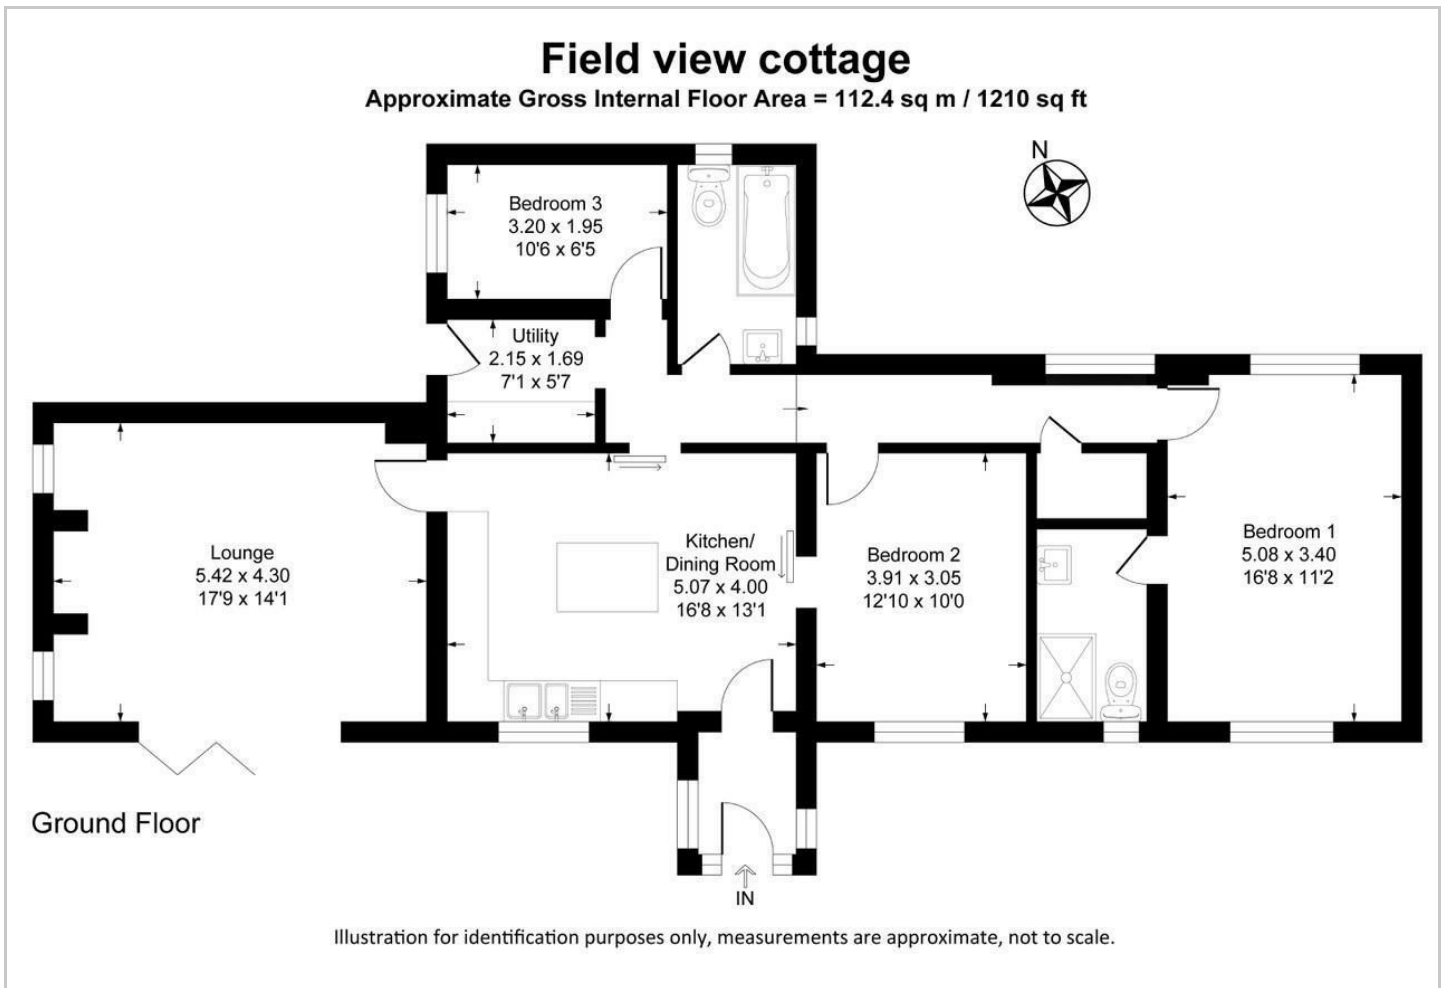 Field view cottage
Approximate Gross Internal Floor Area = 112.4 sq m / 1210 sq ft
N
Bedroom 3
3.20 x 1.95
10'6 x 6'5
Utility
2.15 x 1.69
7'1 x 5'7
Lounge
5.42 x 4.30
17'9 x 14'1
Kitchen/
Dining Room
5.07 x 4.00
16'8 x 13'1
Bedroom 2
3.91 x 3.05
12'10 x 10'0
Bedroom 1
5.08 x 3.40
16'8 x 11'2
Ground Floor
IN
Illustration for identification purposes only, measurements are approximate, not to scale.